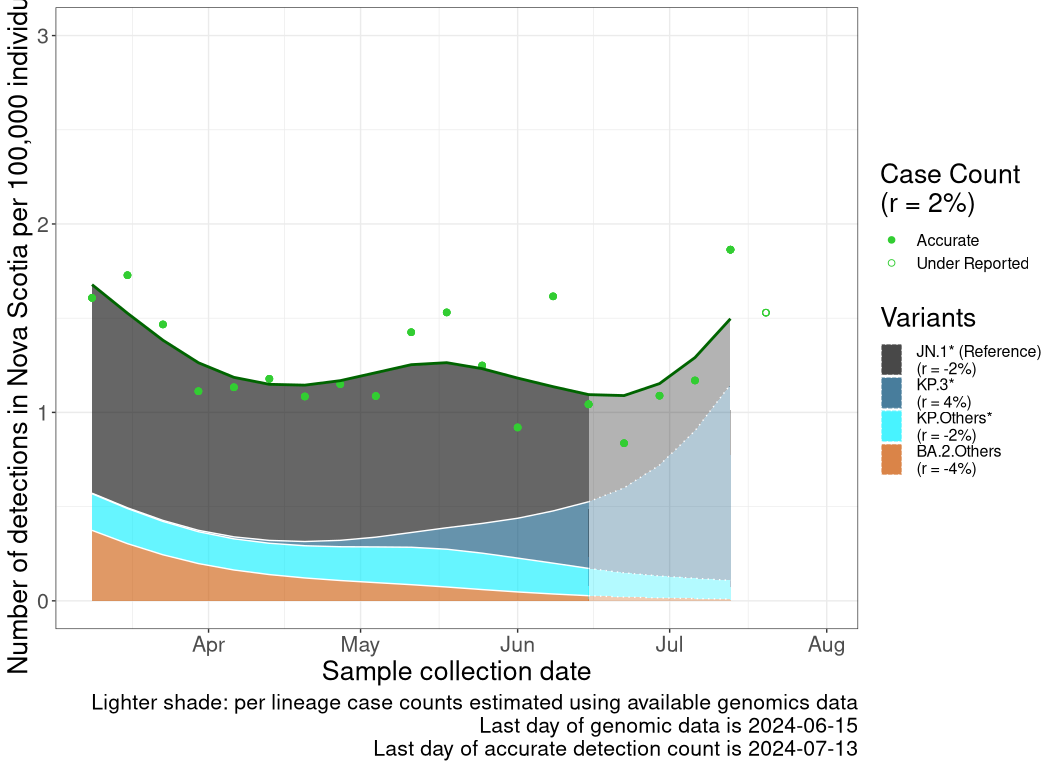 Number of detections in Nova Scotia per 100,000 individu
3
2
1
0
Apr
May
Jun
Jul
Aug
Sample collection date
Lighter shade: per lineage case counts estimated using available genomics data
Last day of genomic data is 2024-06-15
Last day of accurate detection count is 2024-07-13
Case Count
(r = 2%)
Accurate
Under Reported
Variants
JN.1* (Reference)
(r = -2%)
KP.3*
(r = 4%)
KP.Others*
(r = -2%)
BA.2.Others
(r = -4%)